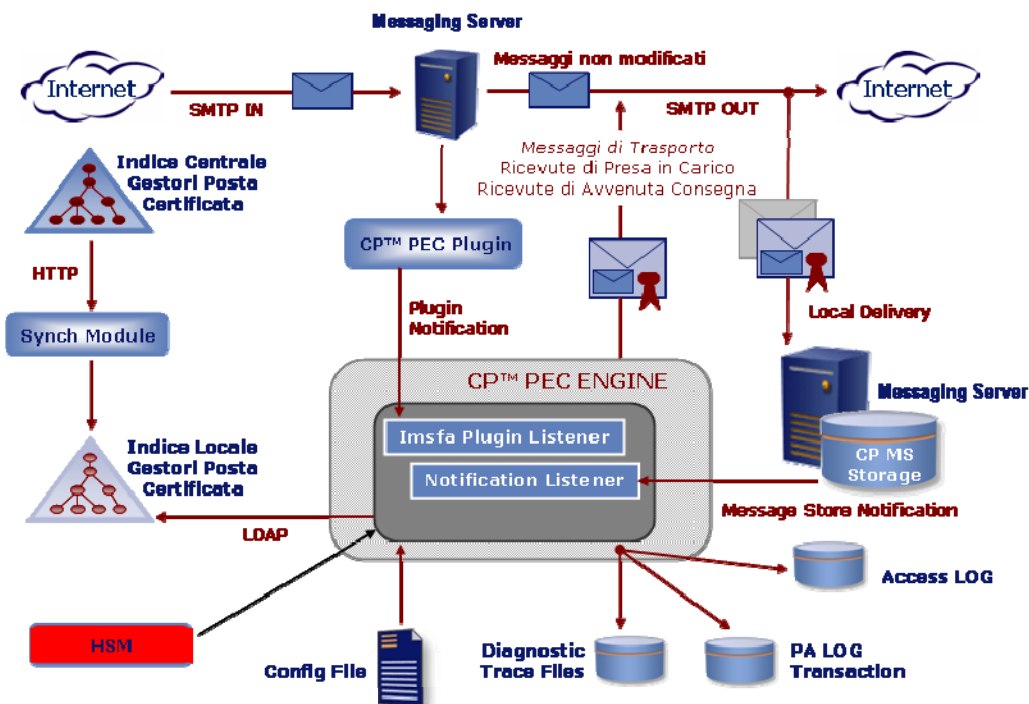 Messaging Server
Internet
SMTP IN
Messaggi non modificati
SMTP OUT
Internet
Messaggi di Trasporto
Ricevute di Presa in Carico
Ricevute di Avvenuta Consegna
Indice Centrale
Gestori Posta
Certificata
CP™ PEC Plugin
HTTP
Plugin
Notification
Local Delivery
Synch Module
CP™ PEC ENGINE
Messaging Server
Imsfa Plugin Listener
CP MS
Storage
Notification Listener
Indice Locale
Gestori Posta
Certificata
Message Store Notification
LDAP
Access LOG
HSM
Config File
Diagnostic
Trace Files
PA LOG
Transaction